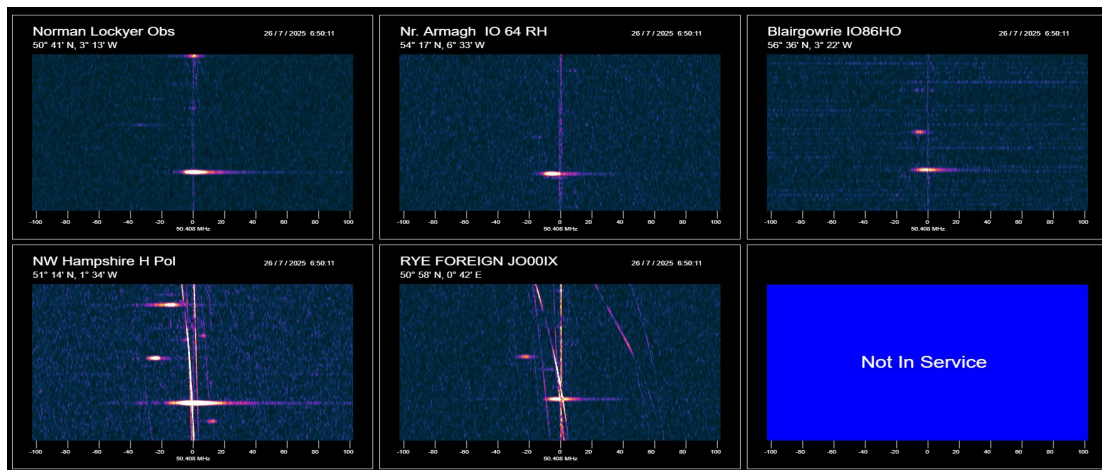 Norman Lockyer Obs
26 / 7 / 2025 6:50:11
50° 41' N, 3° 13' W
-100 -80 -60 -40 -20 0 20 40 60 80 100
50.408 MHz
Nr. Armagh IO 64 RH
26 / 7 / 2025 6:50:11
54° 17' N, 6° 33' W
-100 -80 -60 -40 -20 0 20 40 60 80 100
50.408 MHz
Blairgowrie IO86HO
26 / 7 / 2025 6:50:11
56° 36' N, 3° 22' W
-100 -80 -60 -40 -20 0 20 40 60 80 100
50.408 MHz
NW Hampshire H Pol
26 / 7 / 2025 6:50:11
51° 14' N, 1° 34' W
-100 -80 -60 -40 -20 0 20 40 60 80 100
50.408 MHz
RYE FOREIGN JO00IX
26 / 7 / 2025 6:50:11
50° 58' N, 0° 42' E
-100 -80 -60 -40 -20 0 20 40 60 80 100
50.408 MHz
Not In Service
-100 -80 -60 -40 -20 0 20 40 60 80 100